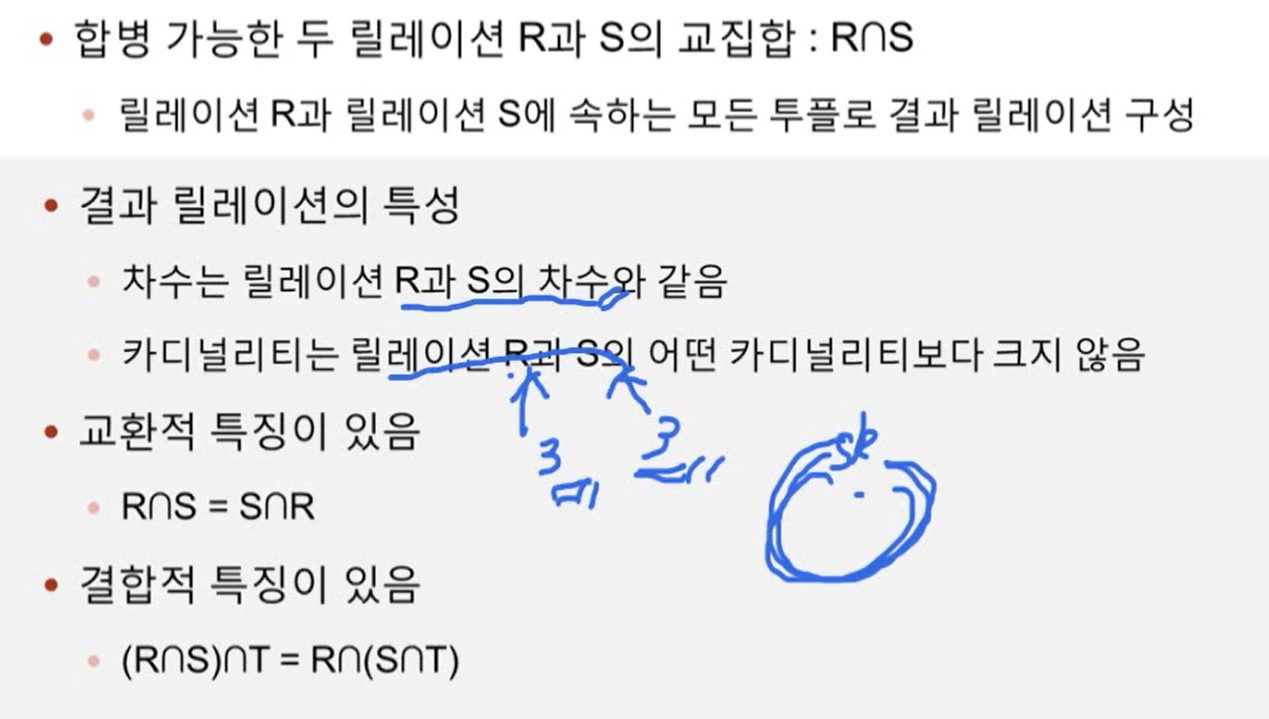 • 합병 가능한 두 릴레이션 R과 S의 교집합 : R∩S
• 릴레이션 R과 릴레이션 S에 속하는 모든 투플로 결과 릴레이션 구성
• 결과 릴레이션의 특성
• 차수는 릴레이션 R과 S의 차수와 같음
• 카디널리티는 릴레이션 R과 S의 어떤 카디널리티보다 크지 않음
• 교환적 특징이 있음
3 3
• R∩S = S∩R
• 결합적 특징이 있음
• (R∩S)∩T = R∩(S∩T)